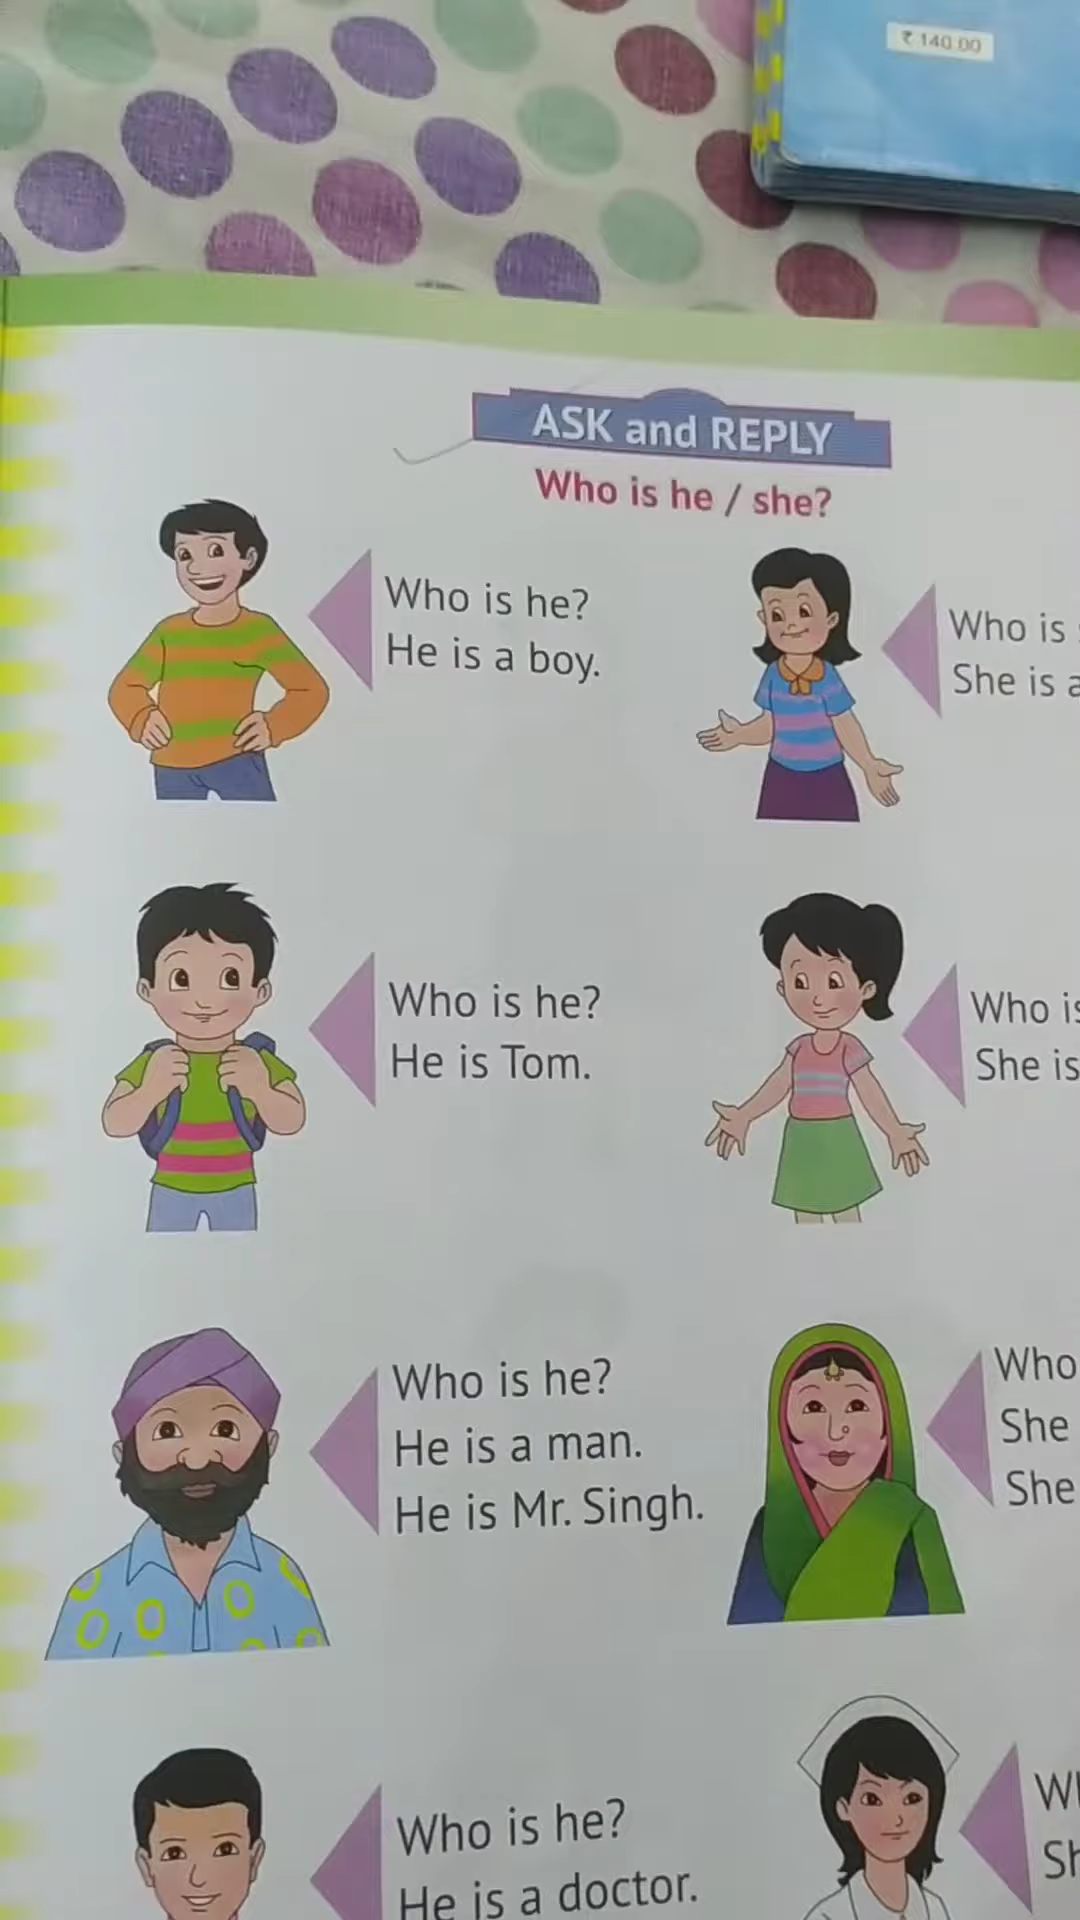 ₹ 140.00
ASK and REPLY
Who is he / she?
Who is he?
He is a boy.
Who is
She is a
Who is he?
He is Tom.
Who is
She is
Who is he?
He is a man.
He is Mr. Singh.
Who
She
She
Who is he?
He is a doctor.